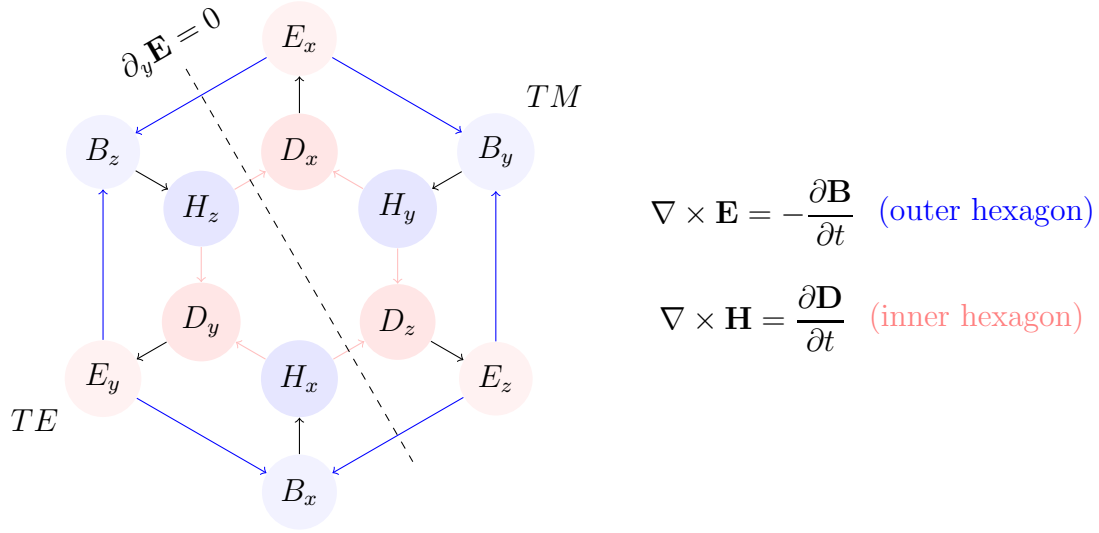 ∂_y𝐄 = 0
E_x
TM
B_z
D_x
B_y
H_z
H_y
∇ × 𝐄 = −∂𝐁/∂t (outer hexagon)
D_y
D_z
∇ × 𝐇 = ∂𝐃/∂t (inner hexagon)
E_y
H_x
E_z
TE
B_x